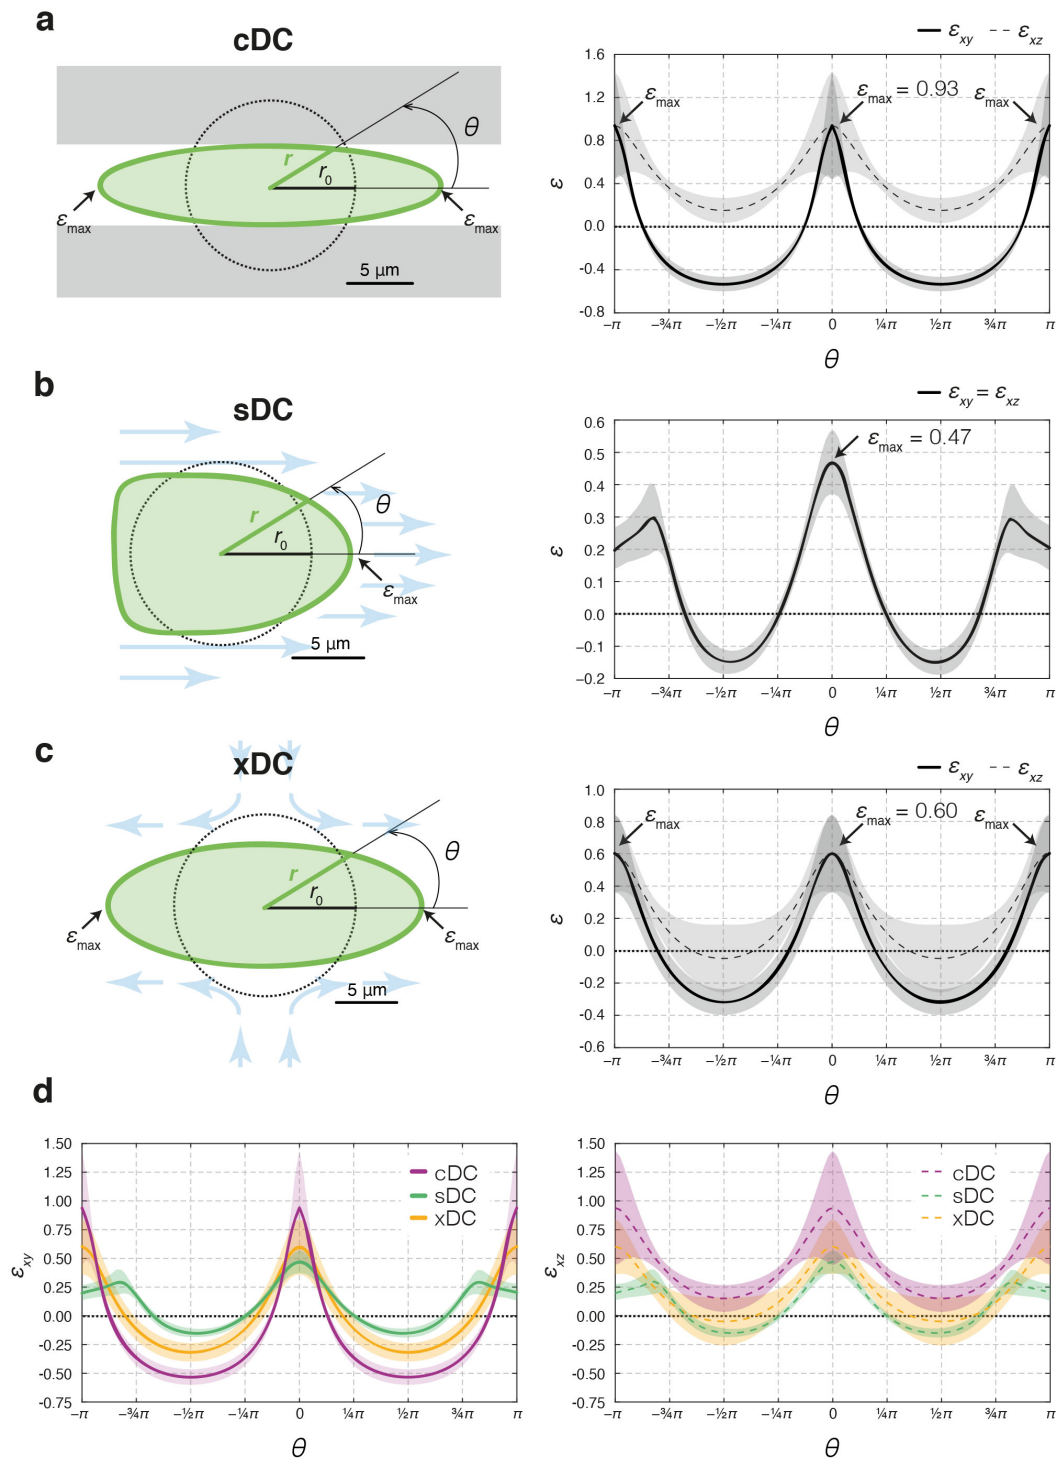 a
cDC
θ
r
r₀
εmax
εmax
5 µm
εxy εxz
εmax
εmax = 0.93
εmax
ε
1.6
1.2
0.8
0.4
0.0
-0.4
-0.8
−π −¾π −½π −¼π 0 ¼π ½π ¾π π
θ
b
sDC
θ
r
r₀
εmax
5 µm
εxy = εxz
εmax = 0.47
ε
0.6
0.5
0.4
0.3
0.2
0.1
0.0
−0.1
−0.2
−π −¾π −½π −¼π 0 ¼π ½π ¾π π
θ
c
xDC
θ
r
r₀
εmax
εmax
5 µm
εxy εxz
εmax
εmax = 0.60
εmax
ε
1.0
0.8
0.6
0.4
0.2
0.0
-0.2
-0.4
-0.6
−π −¾π −½π −¼π 0 ¼π ½π ¾π π
θ
d
εxy
1.50
1.25
1.00
0.75
0.50
0.25
0.00
-0.25
-0.50
-0.75
cDC
sDC
xDC
−π −¾π −½π −¼π 0 ¼π ½π ¾π π
θ
εxz
1.50
1.25
1.00
0.75
0.50
0.25
0.00
-0.25
-0.50
-0.75
cDC
sDC
xDC
−π −¾π −½π −¼π 0 ¼π ½π ¾π π
θ